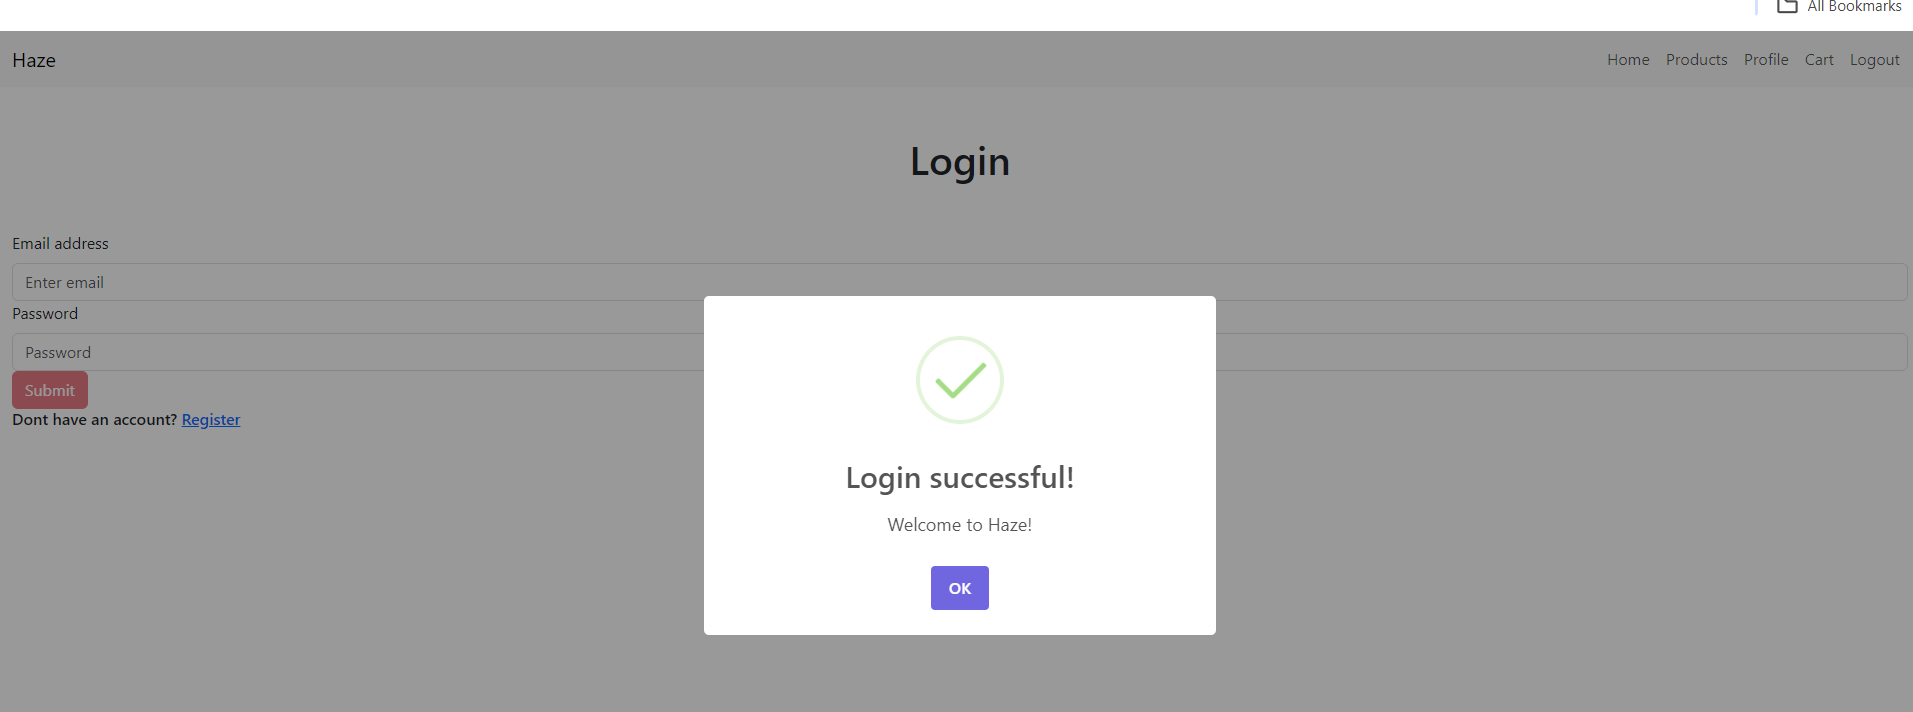 All Bookmarks
Haze
Home Products Profile Cart Logout
Login
Email address
Enter email
Password
Password
Submit
Dont have an account? Register
Login successful!
Welcome to Haze!
OK